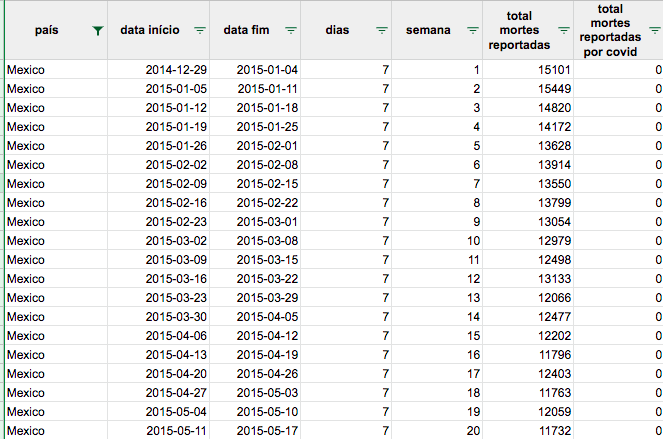 país data início data fim dias semana total mortes reportadas total mortes reportadas por covid
Mexico 2014-12-29 2015-01-04 7 1 15101 0
Mexico 2015-01-05 2015-01-11 7 2 15449 0
Mexico 2015-01-12 2015-01-18 7 3 14820 0
Mexico 2015-01-19 2015-01-25 7 4 14172 0
Mexico 2015-01-26 2015-02-01 7 5 13628 0
Mexico 2015-02-02 2015-02-08 7 6 13914 0
Mexico 2015-02-09 2015-02-15 7 7 13550 0
Mexico 2015-02-16 2015-02-22 7 8 13799 0
Mexico 2015-02-23 2015-03-01 7 9 13054 0
Mexico 2015-03-02 2015-03-08 7 10 12979 0
Mexico 2015-03-09 2015-03-15 7 11 12498 0
Mexico 2015-03-16 2015-03-22 7 12 13133 0
Mexico 2015-03-23 2015-03-29 7 13 12066 0
Mexico 2015-03-30 2015-04-05 7 14 12477 0
Mexico 2015-04-06 2015-04-12 7 15 12202 0
Mexico 2015-04-13 2015-04-19 7 16 11796 0
Mexico 2015-04-20 2015-04-26 7 17 12403 0
Mexico 2015-04-27 2015-05-03 7 18 11763 0
Mexico 2015-05-04 2015-05-10 7 19 12059 0
Mexico 2015-05-11 2015-05-17 7 20 11732 0